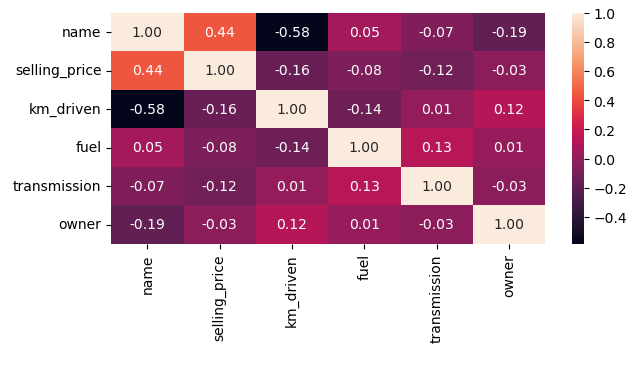 name 1.00 0.44 -0.58 0.05 -0.07 -0.19
selling_price 0.44 1.00 -0.16 -0.08 -0.12 -0.03
km_driven -0.58 -0.16 1.00 -0.14 0.01 0.12
fuel 0.05 -0.08 -0.14 1.00 0.13 0.01
transmission -0.07 -0.12 0.01 0.13 1.00 -0.03
owner -0.19 -0.03 0.12 0.01 -0.03 1.00
name
selling_price
km_driven
fuel
transmission
owner
1.0
0.8
0.6
0.4
0.2
0.0
−0.2
−0.4